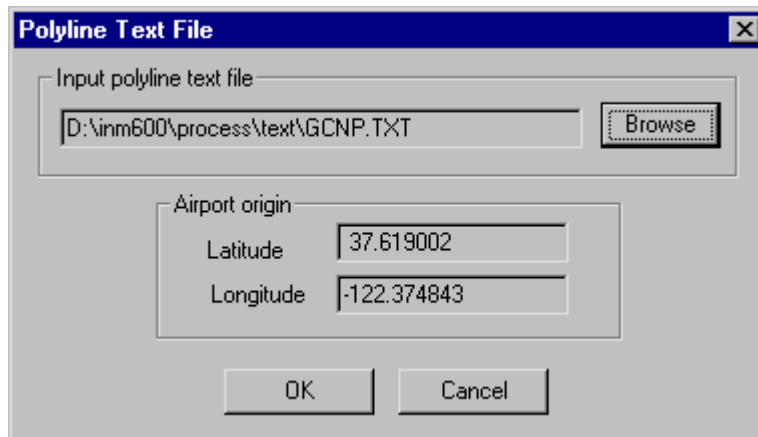 Polyline Text File
Input polyline text file
D:\inm600\process\text\GCNP.TXT
Browse
Airport origin
Latitude
37.619002
Longitude
-122.374843
OK
Cancel